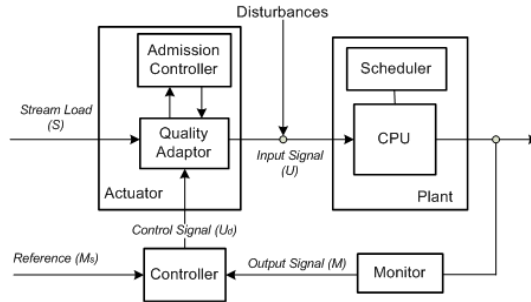 Disturbances
Admission
Controller
Scheduler
Stream Load
(S)
Quality
Adaptor
CPU
Input Signal
(U)
Actuator
Plant
Control Signal (Ud)
Reference (Ms)
Controller
Output Signal (M)
Monitor